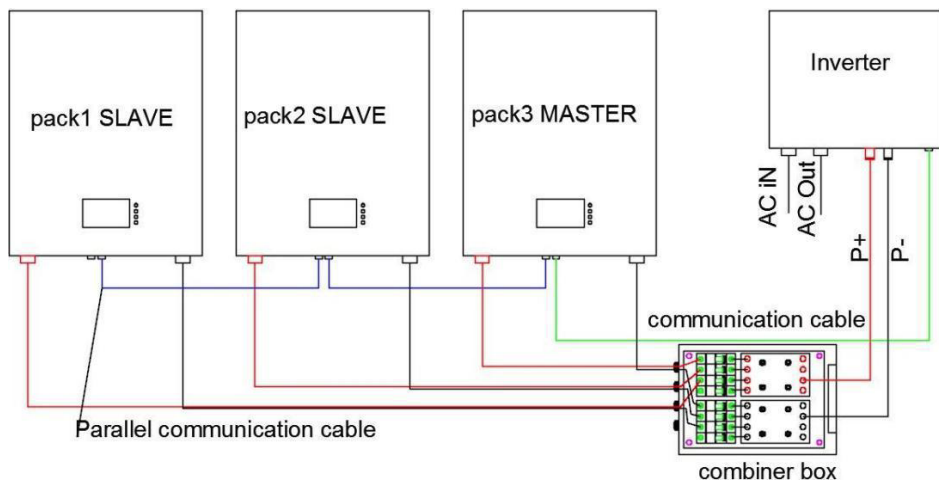 pack1 SLAVE
pack2 SLAVE
pack3 MASTER
Inverter
AC iN
AC Out
P+
P-
communication cable
Parallel communication cable
combiner box